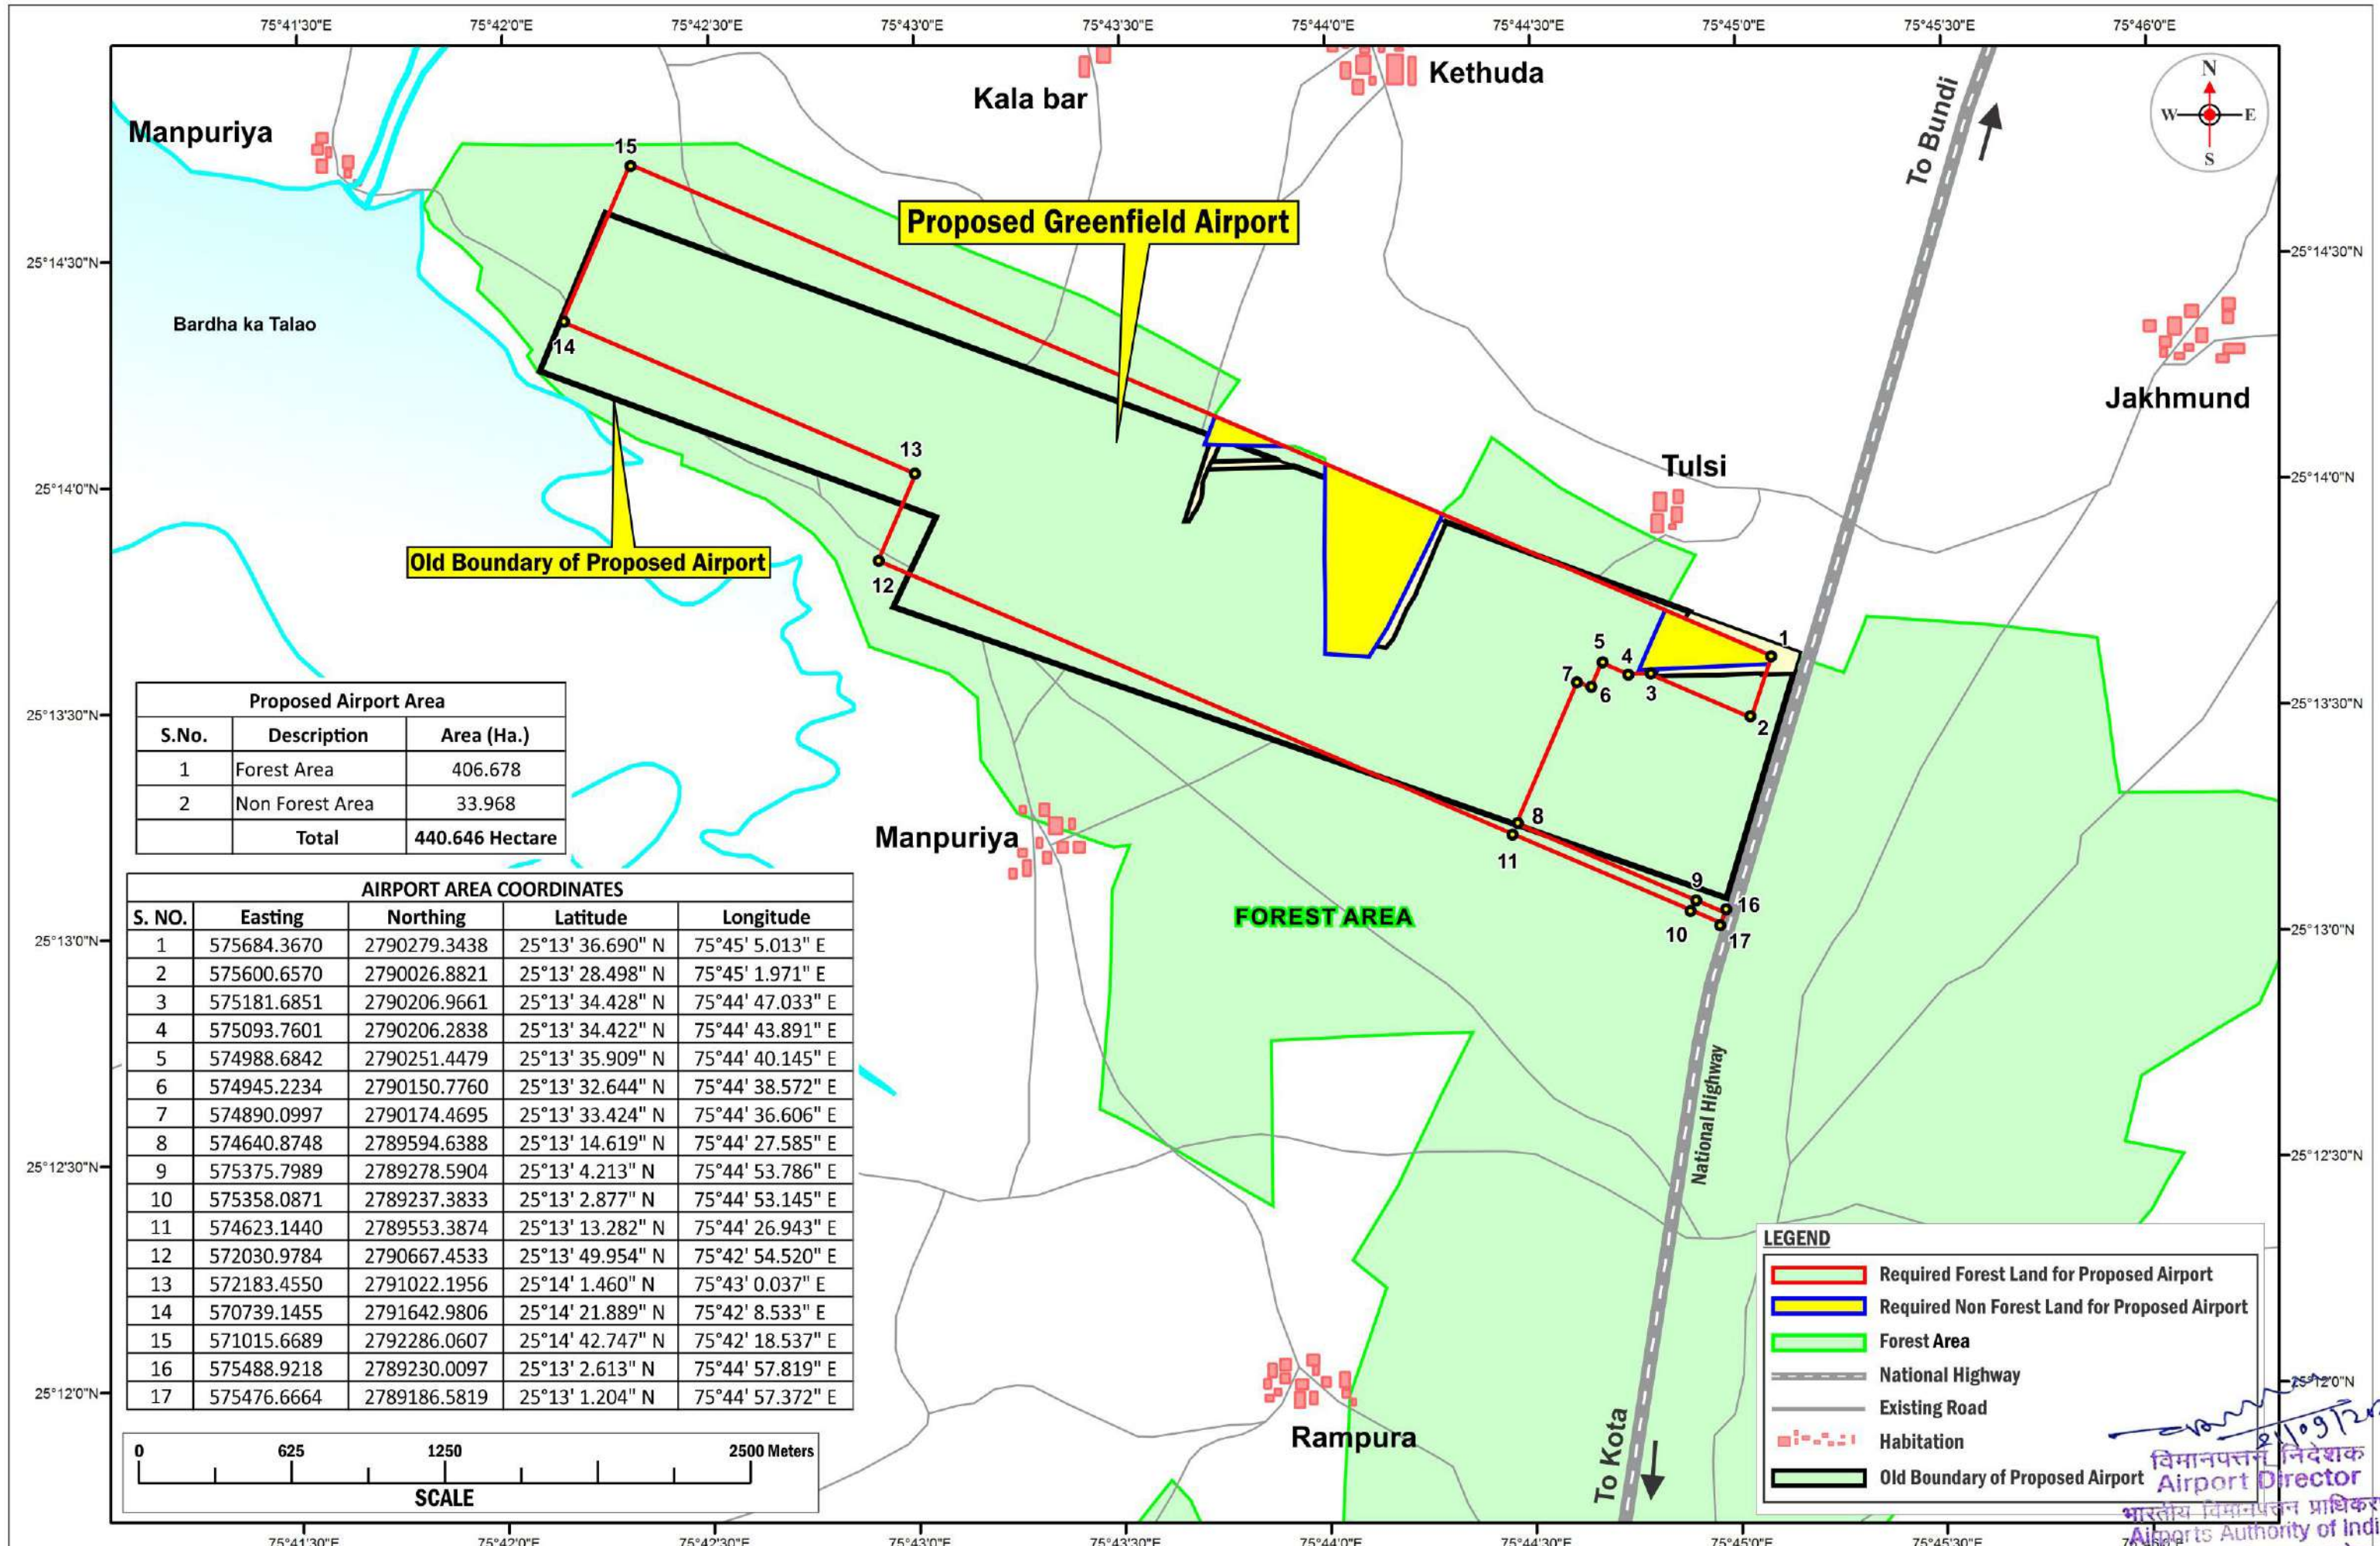 75°41'30"E 75°42'0"E 75°42'30"E 75°43'0"E 75°43'30"E 75°44'0"E 75°44'30"E 75°45'0"E 75°45'30"E 75°46'0"E
Kala bar
Kethuda
Manpuriya
To Bundi
N
W E
S
15
Proposed Greenfield Airport
25°14'30"N
25°14'30"N
Bardha ka Talao
14
Jakhmund
13
Tulsi
25°14'0"N
25°14'0"N
Old Boundary of Proposed Airport
12
1
5
4
7
6
3
2
25°13'30"N
25°13'30"N
Proposed Airport Area
S.No. Description Area (Ha.)
1 Forest Area 406.678
2 Non Forest Area 33.968
Total 440.646 Hectare
Manpuriya
8
11
9
16
10
17
FOREST AREA
25°13'0"N
25°13'0"N
AIRPORT AREA COORDINATES
S. NO. Easting Northing Latitude Longitude
1 575684.3670 2790279.3438 25°13' 36.690" N 75°45' 5.013" E
2 575600.6570 2790026.8821 25°13' 28.498" N 75°45' 1.971" E
3 575181.6851 2790206.9661 25°13' 34.428" N 75°44' 47.033" E
4 575093.7601 2790206.2838 25°13' 34.422" N 75°44' 43.891" E
5 574988.6842 2790251.4479 25°13' 35.909" N 75°44' 40.145" E
6 574945.2234 2790150.7760 25°13' 32.644" N 75°44' 38.572" E
7 574890.0997 2790174.4695 25°13' 33.424" N 75°44' 36.606" E
8 574640.8748 2789594.6388 25°13' 14.619" N 75°44' 27.585" E
9 575375.7989 2789278.5904 25°13' 4.213" N 75°44' 53.786" E
10 575358.0871 2789237.3833 25°13' 2.877" N 75°44' 53.145" E
11 574623.1440 2789553.3874 25°13' 13.282" N 75°44' 26.943" E
12 572030.9784 2790667.4533 25°13' 49.954" N 75°42' 54.520" E
13 572183.4550 2791022.1956 25°14' 1.460" N 75°43' 0.037" E
14 570739.1455 2791642.9806 25°14' 21.889" N 75°42' 8.533" E
15 571015.6689 2792286.0607 25°14' 42.747" N 75°42' 18.537" E
16 575488.9218 2789230.0097 25°13' 2.613" N 75°44' 57.819" E
17 575476.6664 2789186.5819 25°13' 1.204" N 75°44' 57.372" E
National Highway
25°12'30"N
25°12'30"N
25°12'0"N
25°12'0"N
Rampura
To Kota
0 625 1250 2500 Meters
SCALE
LEGEND
Required Forest Land for Proposed Airport
Required Non Forest Land for Proposed Airport
Forest Area
National Highway
Existing Road
Habitation
Old Boundary of Proposed Airport
विमानपत्तन निदेशक
Airport Director
भारतीय विमानपत्तन
Airports Authority of
75°41'30"E 75°42'0"E 75°42'30"E 75°43'0"E 75°43'30"E 75°44'0"E 75°44'30"E 75°45'0"E 75°45'30"E